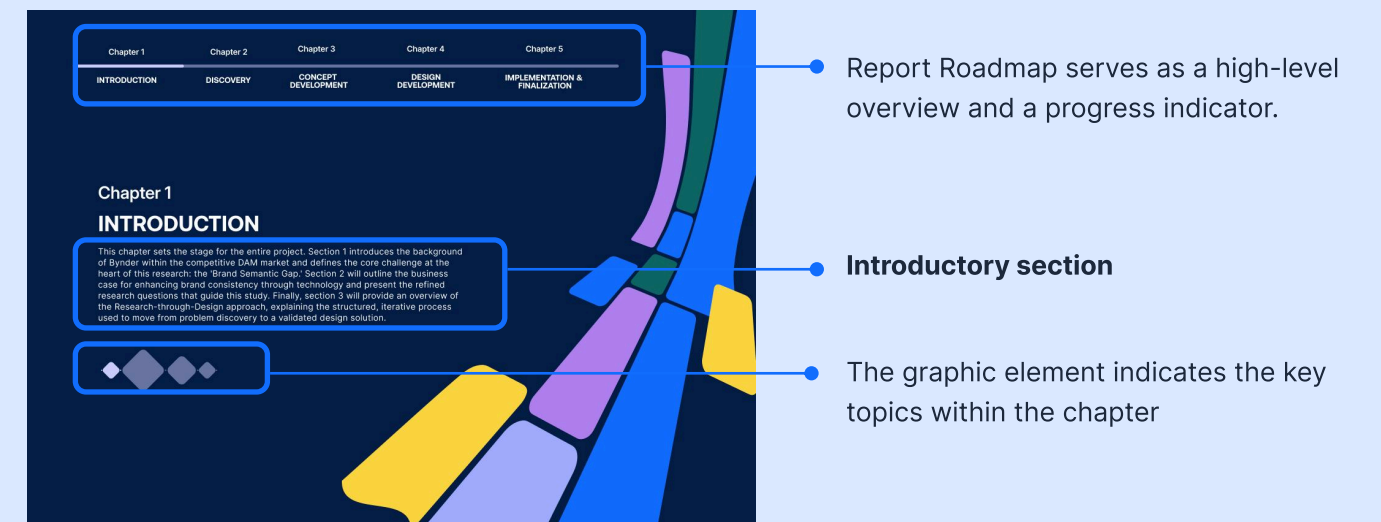 Chapter 1
Chapter 2
Chapter 3
Chapter 4
Chapter 5
INTRODUCTION
DISCOVERY
CONCEPT
DEVELOPMENT
DESIGN
DEVELOPMENT
IMPLEMENTATION &
FINALIZATION
Report Roadmap serves as a high-level
overview and a progress indicator.
Chapter 1
INTRODUCTION
This chapter sets the stage for the entire project. Section 1 introduces the background
of Bynder within the competitive DAM market and defines the core challenge at the
heart of this research: the ‘Brand Semantic Gap.’ Section 2 will outline the business
case for enhancing brand consistency through technology and present the refined
research questions that guide this study. Finally, section 3 will provide an overview of
the Research-through-Design approach, explaining the structured, iterative process
used to move from problem discovery to a validated design solution.
Introductory section
The graphic element indicates the key
topics within the chapter